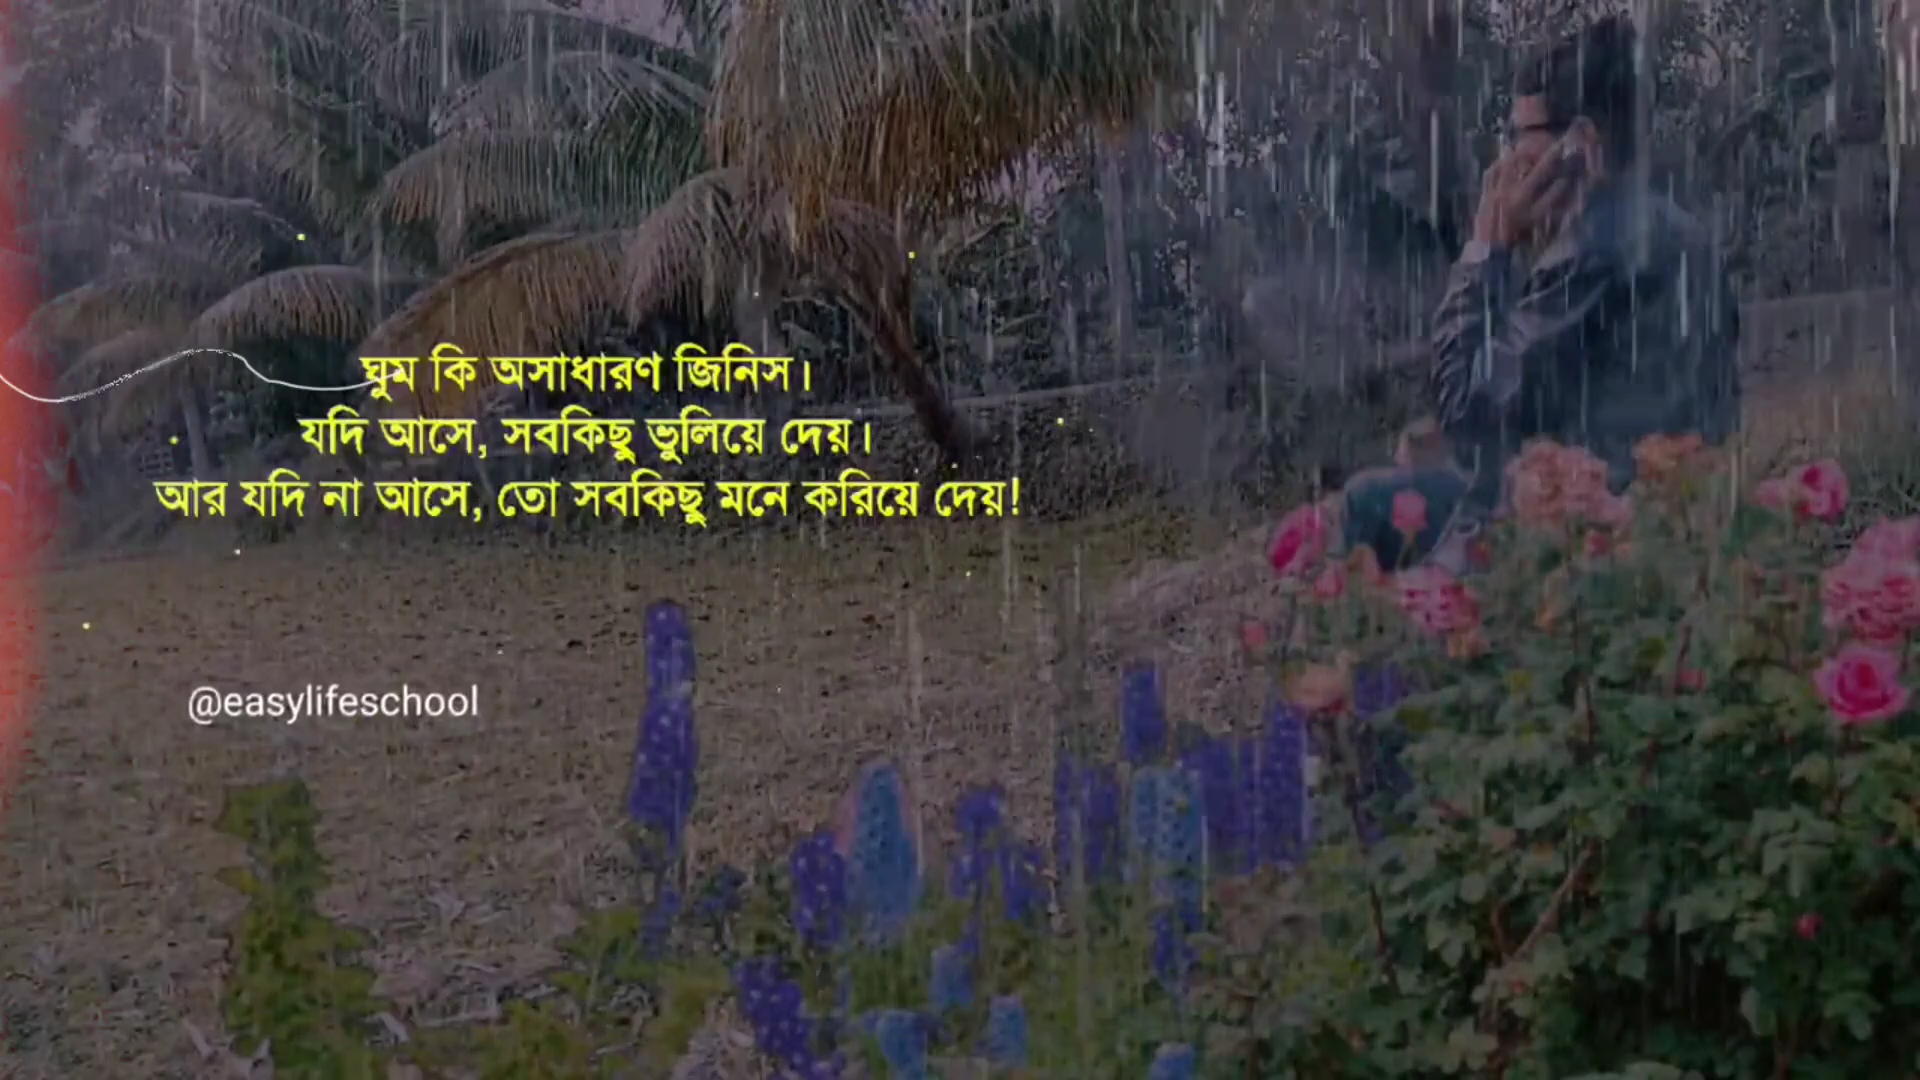 ঘুম কি অসাধারণ জিনিস।
যদি আসে, সবকিছু ভুলিয়ে দেয়।
আর যদি না আসে, তো সবকিছু মনে করিয়ে দেয়!
@easylifeschool